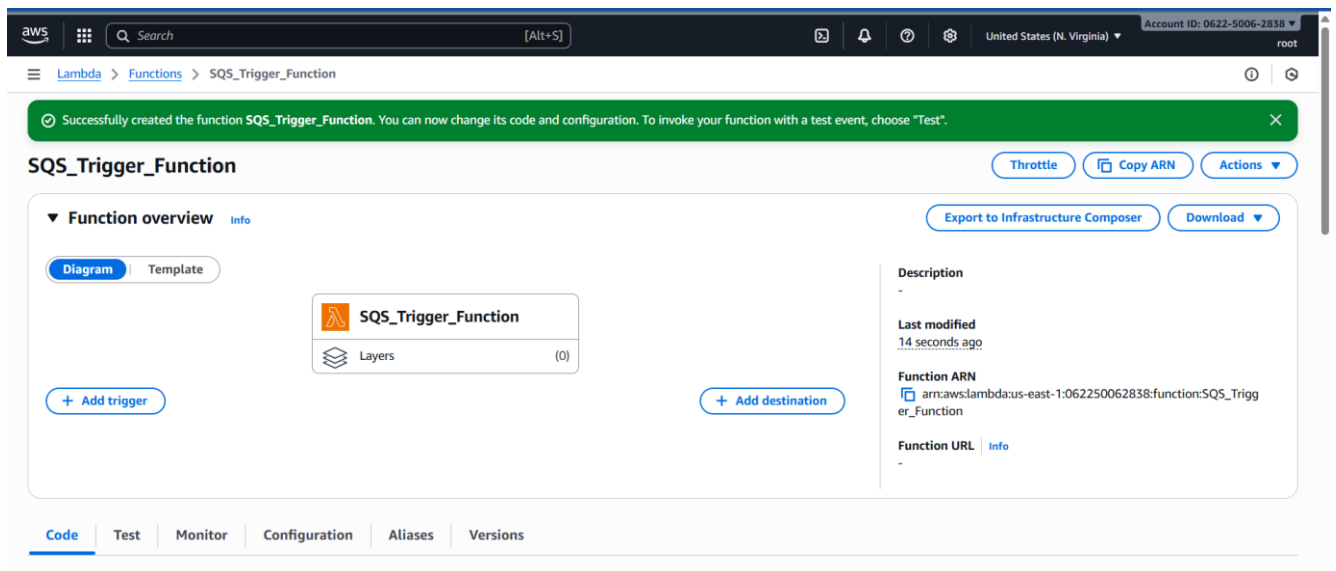 aws
Search
[Alt+S]
United States (N. Virginia) ▼
Account ID: 0622-5006-2838 ▼
root
Lambda > Functions > SQS_Trigger_Function
Successfully created the function SQS_Trigger_Function. You can now change its code and configuration. To invoke your function with a test event, choose "Test".
SQS_Trigger_Function
Throttle
Copy ARN
Actions ▼
▼ Function overview Info
Export to Infrastructure Composer
Download ▼
Diagram
Template
SQS_Trigger_Function
Layers
(0)
+ Add trigger
+ Add destination
Description
-
Last modified
14 seconds ago
Function ARN
arn:aws:lambda:us-east-1:062250062838:function:SQS_Trigg
er_Function
Function URL
Info
-
Code
Test
Monitor
Configuration
Aliases
Versions